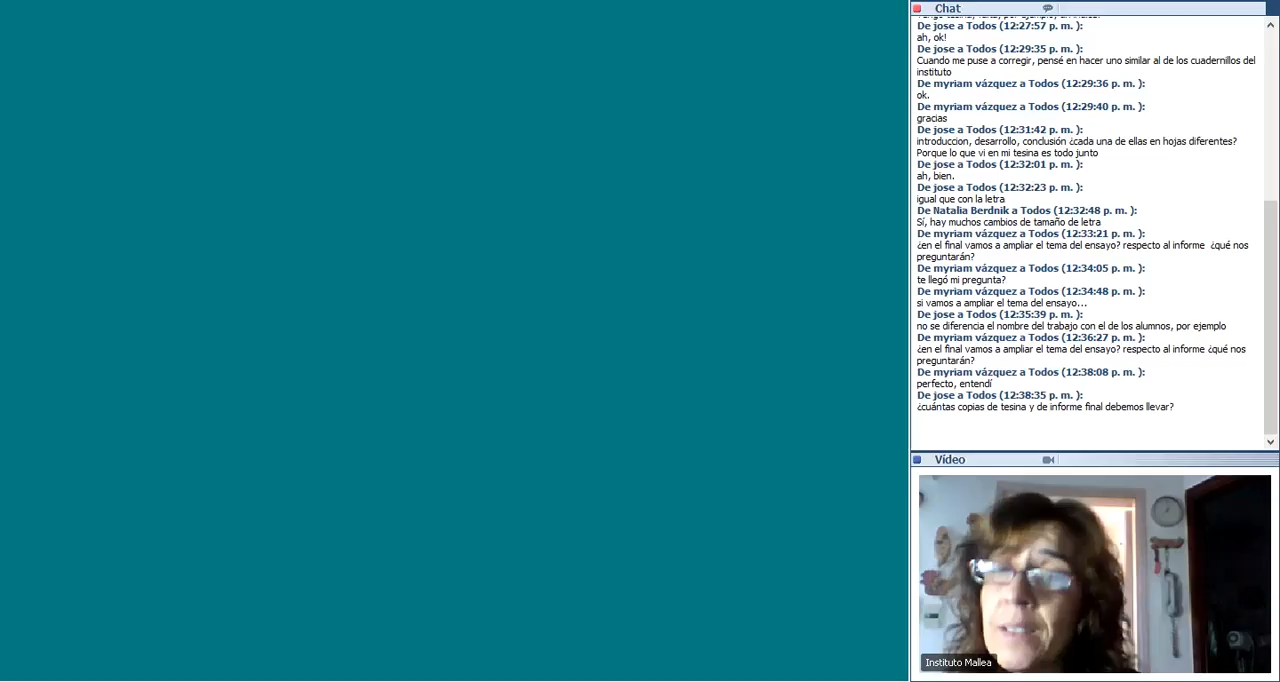 Chat
De jose a Todos (12:27:57 p. m. ):
ah, ok!
De jose a Todos (12:29:35 p. m. ):
Cuando me puse a corregir, pensé en hacer uno similar al de los cuadernillos del
instituto
De myriam vázquez a Todos (12:29:36 p. m. ):
ok.
De myriam vázquez a Todos (12:29:40 p. m. ):
gracias
De jose a Todos (12:31:42 p. m. ):
introduccion, desarrollo, conclusión ¿cada una de ellas en hojas diferentes?
Porque lo que vi en mi tesina es todo junto
De jose a Todos (12:32:01 p. m. ):
ah, bien.
De jose a Todos (12:32:23 p. m. ):
igual que con la letra
De Natalia Berdnik a Todos (12:32:48 p. m. ):
Sí, hay muchos cambios de tamaño de letra
De myriam vázquez a Todos (12:33:21 p. m. ):
¿en el final vamos a ampliar el tema del ensayo? respecto al informe ¿qué nos
preguntarán?
De myriam vázquez a Todos (12:34:05 p. m. ):
te llegó mi pregunta?
De myriam vázquez a Todos (12:34:48 p. m. ):
si vamos a ampliar el tema del ensayo...
De jose a Todos (12:35:39 p. m. ):
no se diferencia el nombre del trabajo con el de los alumnos, por ejemplo
De myriam vázquez a Todos (12:36:27 p. m. ):
¿en el final vamos a ampliar el tema del ensayo? respecto al informe ¿qué nos
preguntarán?
De myriam vázquez a Todos (12:38:08 p. m. ):
perfecto, entendí
De jose a Todos (12:38:35 p. m. ):
¿cuántas copias de tesina y de informe final debemos llevar?
Vídeo
Instituto Mallea